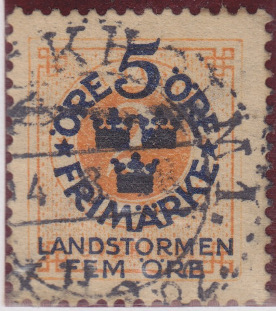 5
ÖRE ÖRE
FRIMÄRKE
LANDSTORMEN
FEM ÖRE